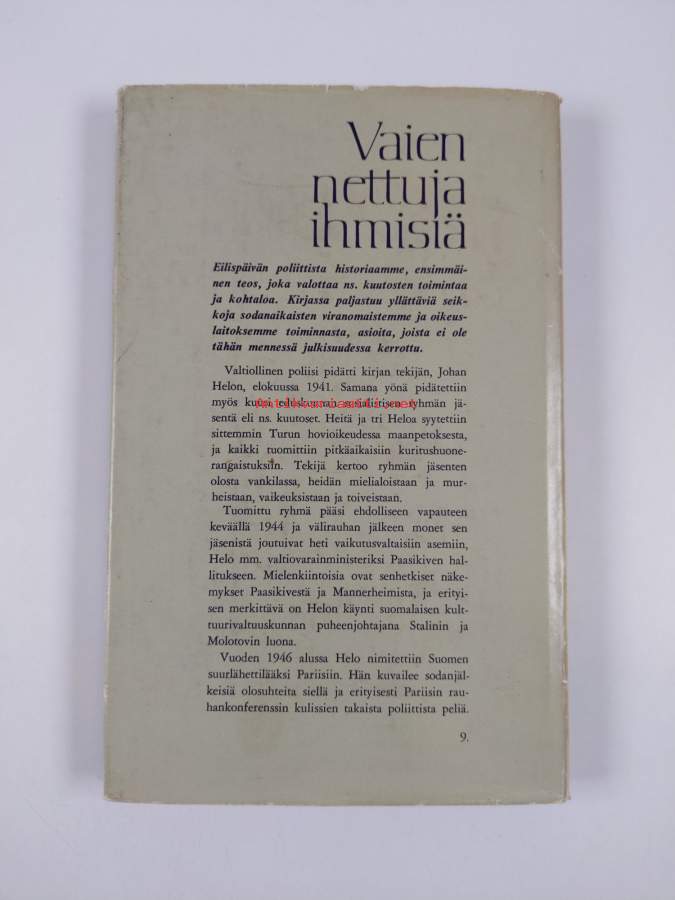 Vaien
nettuja
ihmisiä
Eilispäivän poliittista historiaamme, ensimmäi-
nen teos, joka valottaa ns. kuutosten toimintaa
ja kohtaloa. Kirjassa paljastuu yllättäviä seik-
koja sodanaikaisten viranomaistemme ja oikeus-
laitoksemme toiminnasta, asioita, joista ei ole
tähän mennessä julkisuudessa kerrottu.
Valtiollinen poliisi pidätti kirjan tekijän, Johan
Helon, elokuussa 1941. Samana yönä pidätettiin
myös kuusi eduskunnan sosialistisen ryhmän jä-
Antikvariaatti.net
sentä eli ns. kuutoset. Heitä ja tri Heloa syytettiin
sittemmin Turun hovioikeudessa maanpetoksesta,
ja kaikki tuomittiin pitkäaikaisiin kuritushuone-
rangaistuksiin. Tekijä kertoo ryhmän jäsenten
olosta vankilassa, heidän mielialoistaan ja mur-
heistaan, vaikeuksistaan ja toiveistaan.
Tuomittu ryhmä pääsi ehdolliseen vapauteen
keväällä 1944 ja välirauhan jälkeen monet sen
jäsenistä joutuivat heti vaikutusvaltaisiin asemiin,
Helo mm. valtiovarainministeriksi Paasikiven hal-
litukseen. Mielenkiintoisia ovat senhetkiset näke-
mykset Paasikivestä ja Mannerheimista, ja erityi-
sen merkittävä on Helon käynti suomalaisen kult-
tuurivaltuuskunnan puheenjohtajana Stalinin ja
Molotovin luona.
Vuoden 1946 alussa Helo nimitettiin Suomen
suurlähettilääksi Pariisiin. Hän kuvailee sodanjäl-
keisiä olosuhteita siellä ja erityisesti Pariisin rau-
hankonferenssin kulissien takaista poliittista peliä.
9.